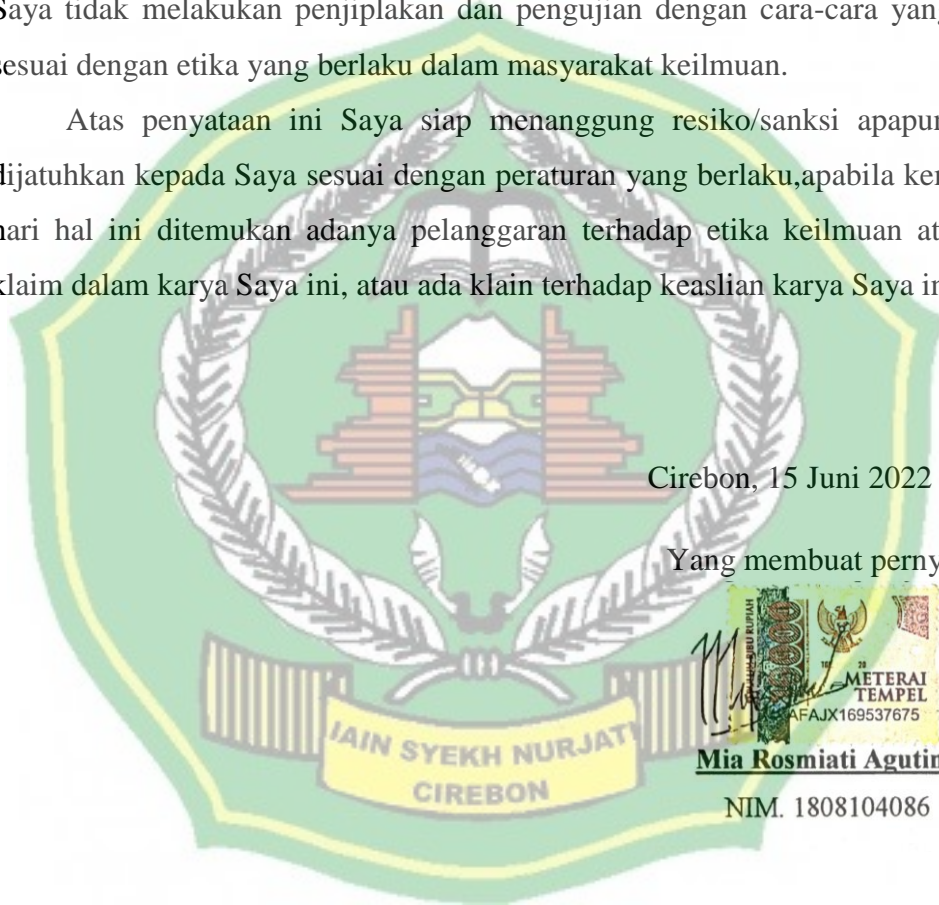 Saya tidak melakukan penjiplakan dan pengujian dengan cara-cara yang
sesuai dengan etika yang berlaku dalam masyarakat keilmuan.
Atas penyataan ini Saya siap menanggung resiko/sanksi apapun
dijatuhkan kepada Saya sesuai dengan peraturan yang berlaku,apabila ke
hari hal ini ditemukan adanya pelanggaran terhadap etika keilmuan at
klaim dalam karya Saya ini, atau ada klain terhadap keaslian karya Saya in
Cirebon, 15 Juni 2022
Yang membuat perny
10000
METERAI
TEMPEL
AFAJX169537675
Mia Rosmiati Agutin
NIM. 1808104086
IAIN SYEKH NURJATI
CIREBON